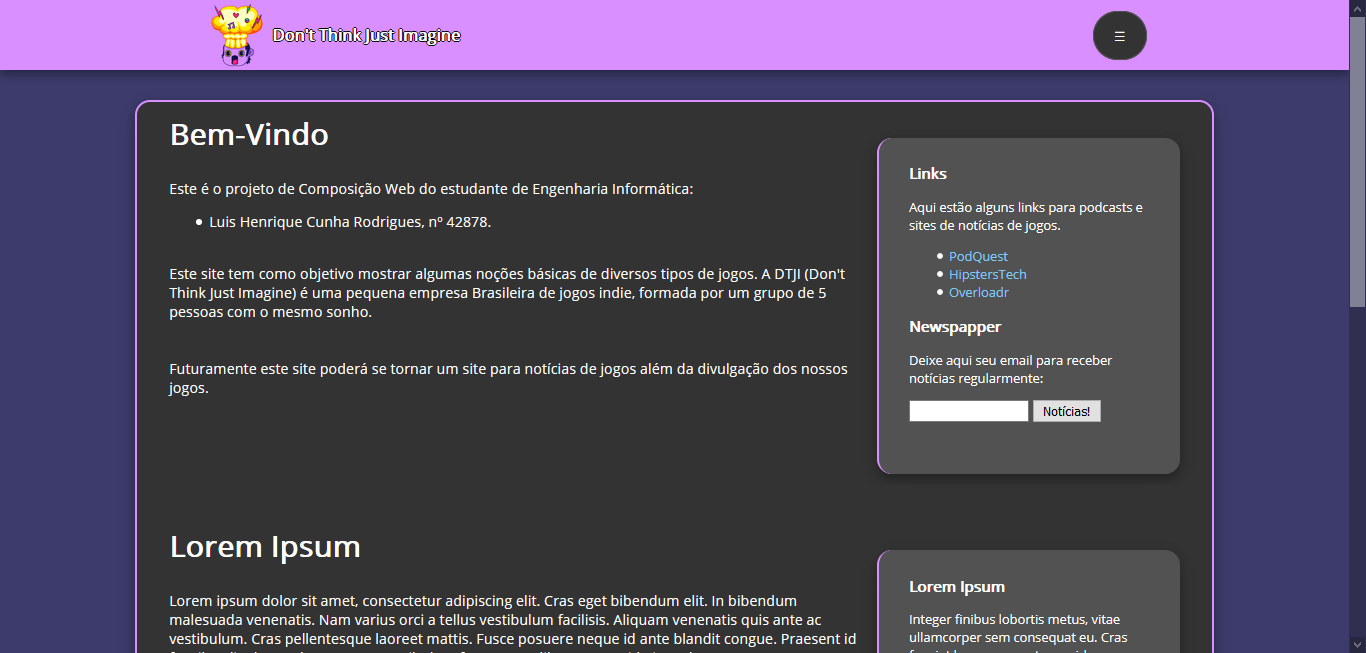 Don't Think Just Imagine
☰
Bem-Vindo
Este é o projeto de Composição Web do estudante de Engenharia Informática:
Luis Henrique Cunha Rodrigues, nº 42878.
Este site tem como objetivo mostrar algumas noções básicas de diversos tipos de jogos. A DTJI (Don't
Think Just Imagine) é uma pequena empresa Brasileira de jogos indie, formada por um grupo de 5
pessoas com o mesmo sonho.
Futuramente este site poderá se tornar um site para notícias de jogos além da divulgação dos nossos
jogos.
Links
Aqui estão alguns links para podcasts e
sites de notícias de jogos.
PodQuest
HipstersTech
Overloadr
Newspapper
Deixe aqui seu email para receber
notícias regularmente:
Notícias!
Lorem Ipsum
Lorem ipsum dolor sit amet, consectetur adipiscing elit. Cras eget bibendum elit. In bibendum
malesuada venenatis. Nam varius orci a tellus vestibulum facilisis. Aliquam venenatis quis ante ac
vestibulum. Cras pellentesque laoreet mattis. Fusce posuere neque id ante blandit congue. Praesent id
Lorem Ipsum
Integer finibus lobortis metus, vitae
ullamcorper sem consequat eu. Cras